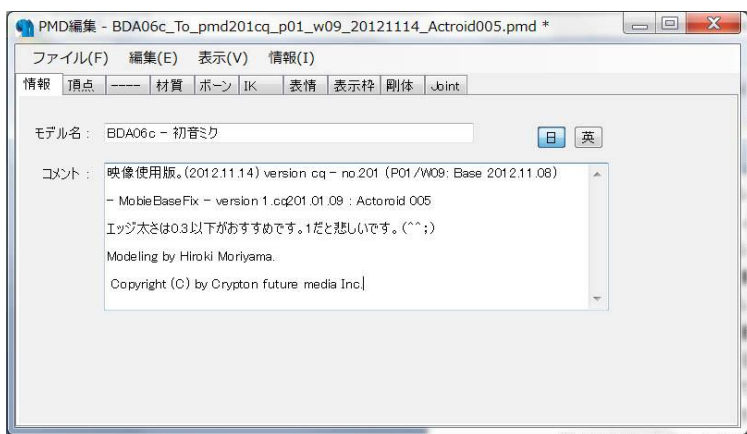 PMD編集 - BDA06c_To_pmd201cq_p01_w09_20121114_Actroid005.pmd *
ファイル(F) 編集(E) 表示(V) 情報(I)
情報 頂点 ---- 材質 ボーン IK 表情 表示枠 剛体 Joint
モデル名： BDA06c - 初音ミク 日 英
コメント： 映像使用版。(2012.11.14) version cq - no.201 (P01/W09: Base 2012.11.08)
- MobieBaseFix - version 1.cq201.01.09 : Actoroid 005
エッジ太さは0.3以下がおすすめです。1だと悲しいです。(^^;)
Modeling by Hiroki Moriyama.
Copyright (C) by Crypton future media Inc.